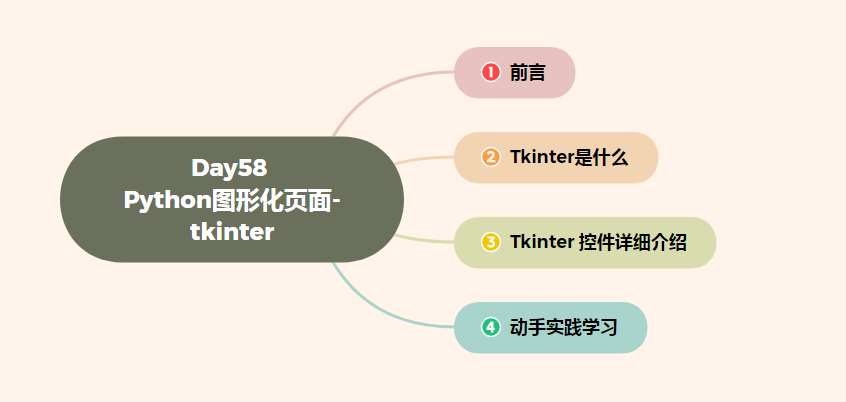 Day58
Python图形化页面-
tkinter
1 前言
2 Tkinter是什么
3 Tkinter 控件详细介绍
4 动手实践学习